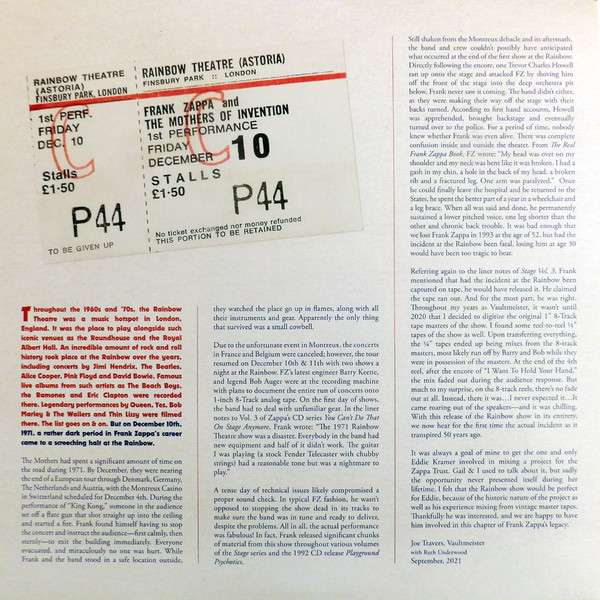 RAINBOW THEATRE
(ASTORIA)
FINSBURY PARK, LONDON
1st PERF.
FRIDAY
DEC. 10
Stalls
£1·50
P44
TO BE GIVEN UP
RAINBOW THEATRE (ASTORIA)
FINSBURY PARK :: LONDON
FRANK ZAPPA and
THE MOTHERS OF INVENTION
1st PERFORMANCE
FRIDAY
DECEMBER 10
STALLS
£1·50
P44
No ticket exchanged nor money refunded
THIS PORTION TO BE RETAINED
C
C
Throughout the 1960s and '70s, the Rainbow
Theatre was a music hotspot in London,
England. It was the place to play alongside such
iconic venues as the Roundhouse and the Royal
Albert Hall. An incredible amount of rock and roll
history took place at the Rainbow over the years,
including concerts by Jimi Hendrix, The Beatles,
Alice Cooper, Pink Floyd and David Bowie. Famous
live albums from such artists as The Beach Boys,
the Ramones and Eric Clapton were recorded
there. Legendary performances by Queen, Yes, Bob
Marley & The Wailers and Thin Lizzy were filmed
there. The list goes on & on. But on December 10th,
1971, a rather dark period in Frank Zappa's career
came to a screeching halt at the Rainbow.
The Mothers had spent a significant amount of time on
the road during 1971. By December, they were nearing
the end of a European tour through Denmark, Germany,
The Netherlands and Austria, with the Montreux Casino
in Switzerland scheduled for December 4th. During the
performance of "King Kong," someone in the audience
set off a flare gun that shot straight up into the ceiling
and started a fire. Frank found himself having to stop
the concert and instruct the audience—first calmly, then
sternly—to exit the building immediately. Everyone
evacuated, and miraculously no one was hurt. While
Frank and the band stood in a safe location outside,
they watched the place go up in flames, along with all
their instruments and gear. Apparently the only thing
that survived was a small cowbell.
Due to the unfortunate event in Montreux, the concerts
in France and Belgium were canceled; however, the tour
resumed on December 10th & 11th with two shows a
night at the Rainbow. FZ's latest engineer Barry Keene,
and legend Bob Auger were at the recording machine
with plans to document the entire run of concerts onto
1-inch 8-Track analog tape. On the first day of shows,
the band had to deal with unfamiliar gear. In the liner
notes to Vol. 3 of Zappa's CD series You Can't Do That
On Stage Anymore, Frank wrote: "The 1971 Rainbow
Theatre show was a disaster. Everybody in the band had
new equipment and half of it didn't work. The guitar
I was playing (a stock Fender Telecaster with chubby
strings) had a reasonable tone but was a nightmare to
play."
A tense day of technical issues likely compromised a
proper sound check. In typical FZ fashion, he wasn't
opposed to stopping the show dead in its tracks to
make sure the band was in tune and ready to deliver,
despite the problems. All in all, the actual performance
was fabulous! In fact, Frank released significant chunks
of material from this show throughout various volumes
of the Stage series and the 1992 CD release Playground
Psychotics.
Still shaken from the Montreux debacle and its aftermath,
the band and crew couldn't possibly have anticipated
what occurred at the end of the first show at the Rainbow.
Directly following the encore, one Trevor Charles Howell
ran up onto the stage and attacked FZ by shoving him
off the front of the stage into the deep orchestra pit
below. Frank never saw it coming. The band didn't either,
as they were making their way off the stage with their
backs turned. According to first hand accounts, Howell
was apprehended, brought backstage and eventually
turned over to the police. For a period of time, nobody
knew whether Frank was even alive. There was complete
confusion inside and outside the theater. From The Real
Frank Zappa Book, FZ wrote: "My head was over on my
shoulder and my neck was bent like it was broken. I had a
gash in my chin, a hole in the back of my head, a broken
rib and a fractured leg. One arm was paralyzed." Once
he could finally leave the hospital and he returned to the
States, he spent the better part of a year in a wheelchair and
a leg brace. When all was said and done, he permanently
sustained a lower pitched voice, one leg shorter than the
other and chronic back trouble. It was bad enough that
we lost Frank Zappa in 1993 at the age of 52, but had the
incident at the Rainbow been fatal, losing him at age 30
would have been too tragic to bear.
Referring again to the liner notes of Stage Vol. 3, Frank
mentioned that had the incident at the Rainbow been
captured on tape, he would have released it. He claimed
the tape ran out. And for the most part, he was right.
Throughout my years as Vaultmeister, it wasn't until
2020 that I decided to digitize the original 1" 8-Track
tape masters of the show. I found some reel-to-reel ¼"
tapes of the show as well. Upon transferring everything,
the ¼" tapes ended up being mixes from the 8-track
masters, most likely run off by Barry and Bob while they
were in possession of the masters. At the end of the 4th
reel, after the encore of "I Want To Hold Your Hand,"
the mix faded out during the audience response. But
much to my surprise, on the 8-track reels, there's no fade
out at all. Instead, there it was…I never expected it…It
came roaring out of the speakers—and it was chilling.
With this release of the Rainbow show in its entirety,
we now hear for the first time the actual incident as it
transpired 50 years ago.
It was always a goal of mine to get the one and only
Eddie Kramer involved in mixing a project for the
Zappa Trust. Gail & I used to talk about it, but sadly
the opportunity never presented itself during her
lifetime. I felt that the Rainbow show would be perfect
for Eddie, because of the historic nature of the project as
well as his experience mixing from vintage master tapes.
Thankfully he was interested, and we are happy to have
him involved in this chapter of Frank Zappa's legacy.
Joe Travers, Vaultmeister
with Ruth Underwood
September, 2021